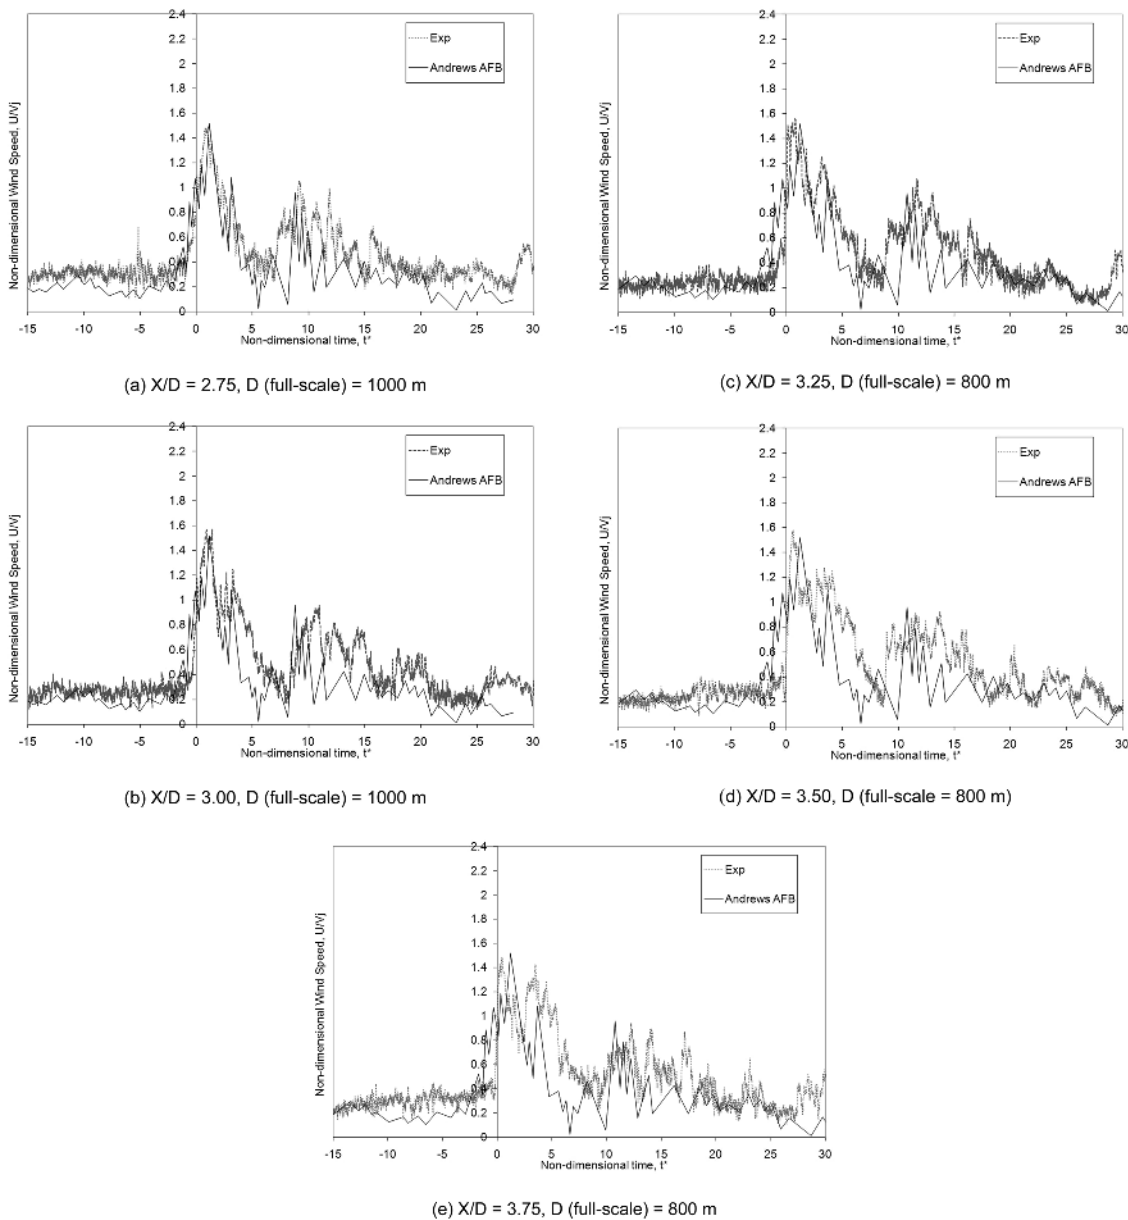 2.4
2.2
2
1.8
1.6
1.4
1.2
1
0.8
0.6
0.4
0.2
0
Non-dimensional Wind Speed, U/Vj
Exp
Andrews AFB
-15 -10 -5 0 5 10 15 20 25 30
Non-dimensional time, t*
(a) X/D = 2.75, D (full-scale) = 1000 m
2.4
2.2
2
1.8
1.6
1.4
1.2
1
0.8
0.6
0.4
0.2
0
Non-dimensional Wind Speed, U/Vj
Exp
Andrews AFB
-15 -10 -5 0 5 10 15 20 25 30
Non-dimensional time, t*
(c) X/D = 3.25, D (full-scale) = 800 m
2.4
2.2
2
1.8
1.6
1.4
1.2
1
0.8
0.6
0.4
0.2
0
Non-dimensional Wind Speed, U/Vj
Exp
Andrews AFB
-15 -10 -5 0 5 10 15 20 25 30
Non-dimensional time, t*
(b) X/D = 3.00, D (full-scale) = 1000 m
2.4
2.2
2
1.8
1.6
1.4
1.2
1
0.8
0.6
0.4
0.2
0
Non-dimensional Wind Speed, U/Vj
Exp
Andrews AFB
-15 -10 -5 0 5 10 15 20 25 30
Non-dimensional time, t*
(d) X/D = 3.50, D (full-scale = 800 m)
2.4
2.2
2
1.8
1.6
1.4
1.2
1
0.8
0.6
0.4
0.2
0
Non-dimensional Wind Speed, U/Vj
Exp
Andrews AFB
-15 -10 -5 0 5 10 15 20 25 30
Non-dimensional time, t*
(e) X/D = 3.75, D (full-scale) = 800 m